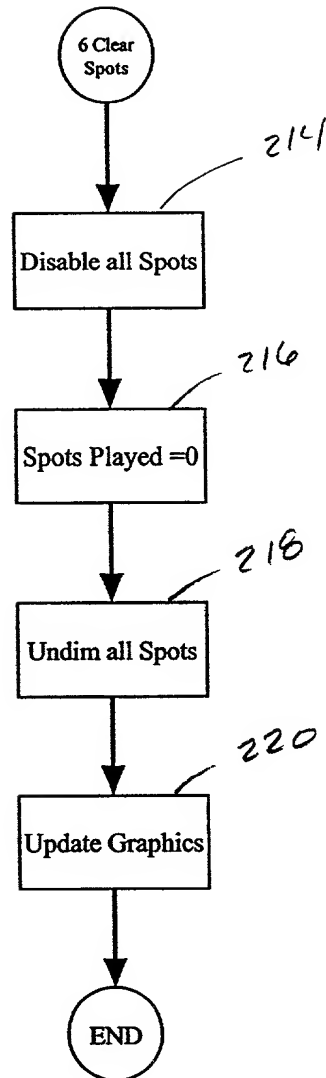 6 Clear
Spots
214
Disable all Spots
216
Spots Played =0
218
Undim all Spots
220
Update Graphics
END